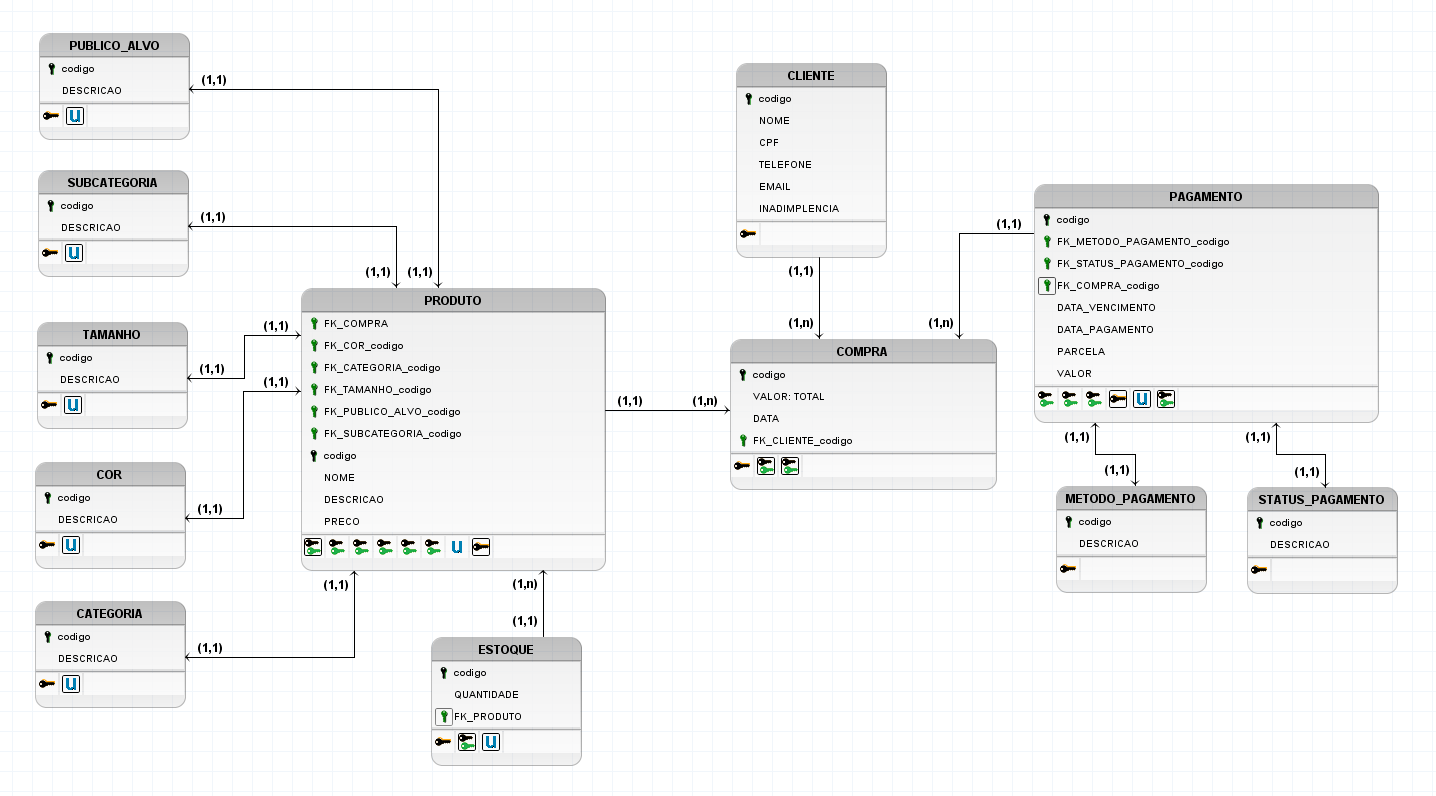 PUBLICO_ALVO
codigo
DESCRICAO
U
(1,1)
SUBCATEGORIA
codigo
DESCRICAO
U
(1,1)
TAMANHO
codigo
DESCRICAO
U
(1,1)
COR
codigo
DESCRICAO
U
(1,1)
CATEGORIA
codigo
DESCRICAO
U
(1,1)
(1,1)
(1,1)
(1,1)
(1,1)
PRODUTO
FK_COMPRA
FK_COR_codigo
FK_CATEGORIA_codigo
FK_TAMANHO_codigo
FK_PUBLICO_ALVO_codigo
FK_SUBCATEGORIA_codigo
codigo
NOME
DESCRICAO
PRECO
U
(1,1)
(1,n)
(1,1)
ESTOQUE
codigo
QUANTIDADE
FK_PRODUTO
U
(1,1)
(1,n)
CLIENTE
codigo
NOME
CPF
TELEFONE
EMAIL
INADIMPLENCIA
(1,1)
(1,n)
(1,n)
COMPRA
codigo
VALOR: TOTAL
DATA
FK_CLIENTE_codigo
(1,1)
PAGAMENTO
codigo
FK_METODO_PAGAMENTO_codigo
FK_STATUS_PAGAMENTO_codigo
FK_COMPRA_codigo
DATA_VENCIMENTO
DATA_PAGAMENTO
PARCELA
VALOR
U
(1,1)
(1,1)
(1,1)
(1,1)
METODO_PAGAMENTO
codigo
DESCRICAO
STATUS_PAGAMENTO
codigo
DESCRICAO